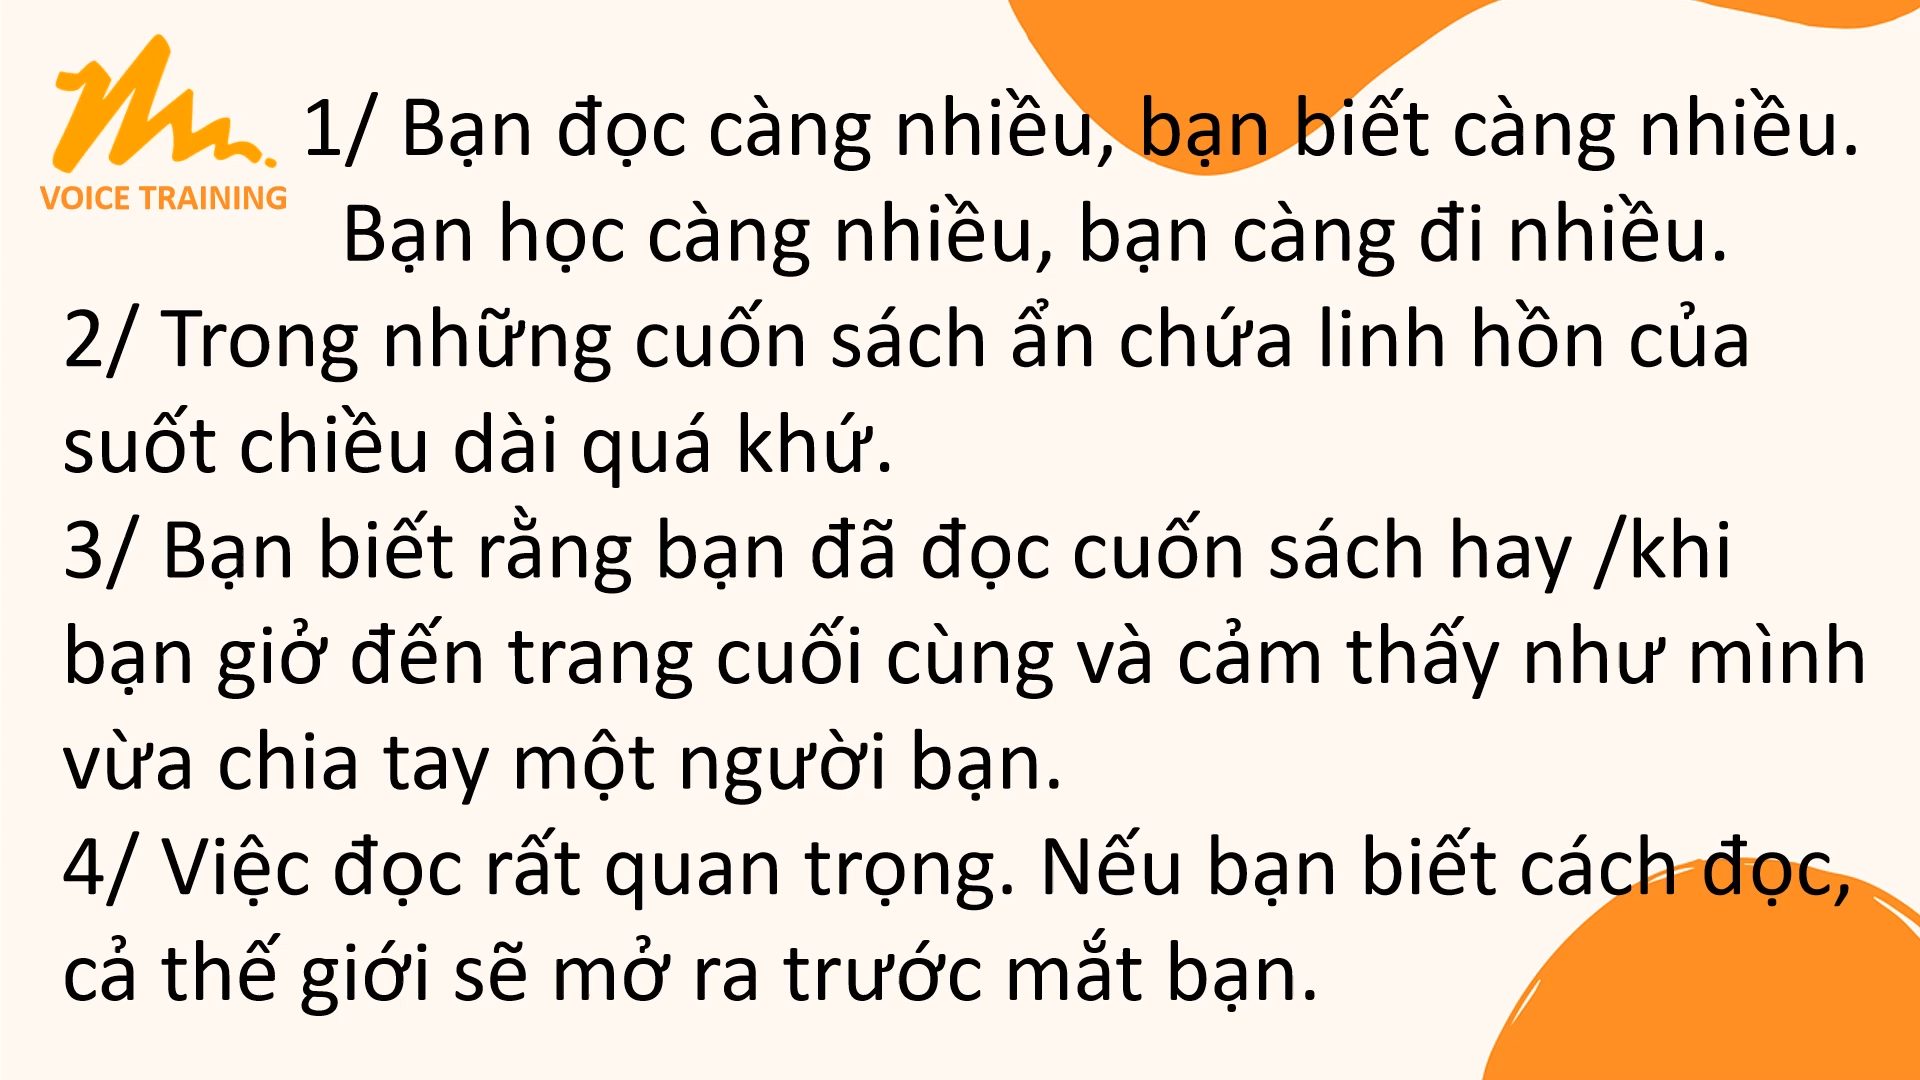 VOICE TRAINING
1/ Bạn đọc càng nhiều, bạn biết càng nhiều.
Bạn học càng nhiều, bạn càng đi nhiều.
2/ Trong những cuốn sách ẩn chứa linh hồn của
suốt chiều dài quá khứ.
3/ Bạn biết rằng bạn đã đọc cuốn sách hay /khi
bạn giở đến trang cuối cùng và cảm thấy như mình
vừa chia tay một người bạn.
4/ Việc đọc rất quan trọng. Nếu bạn biết cách đọc,
cả thế giới sẽ mở ra trước mắt bạn.